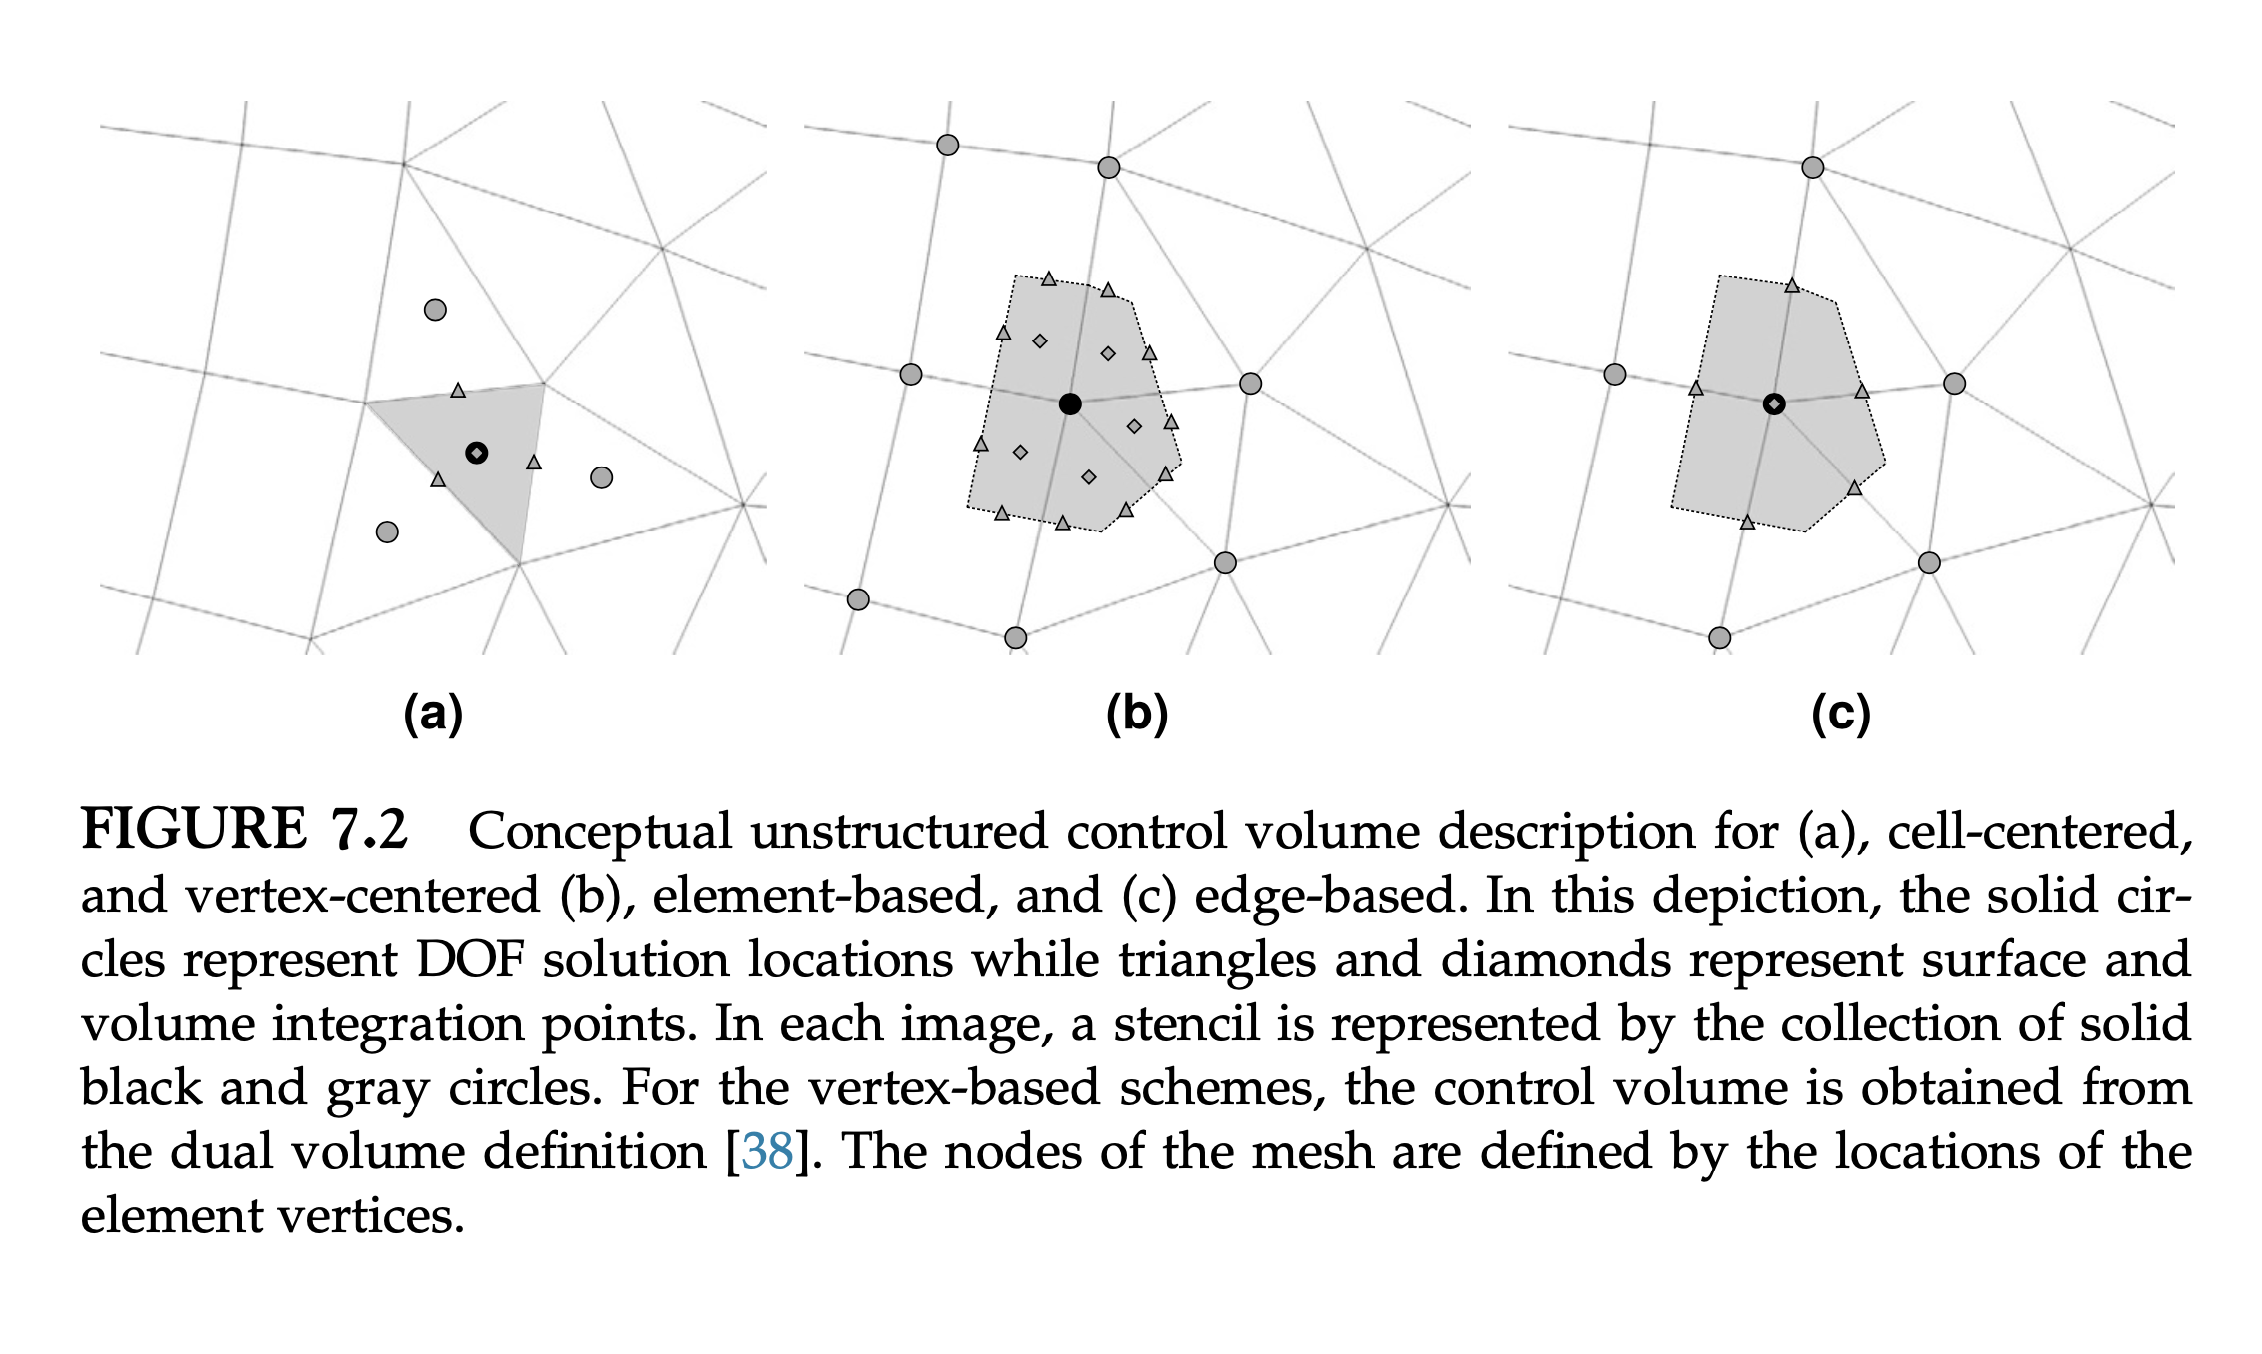 (a) (b) (c)
FIGURE 7.2 Conceptual unstructured control volume description for (a), cell-centered,
and vertex-centered (b), element-based, and (c) edge-based. In this depiction, the solid cir-
cles represent DOF solution locations while triangles and diamonds represent surface and
volume integration points. In each image, a stencil is represented by the collection of solid
black and gray circles. For the vertex-based schemes, the control volume is obtained from
the dual volume definition [38]. The nodes of the mesh are defined by the locations of the
element vertices.